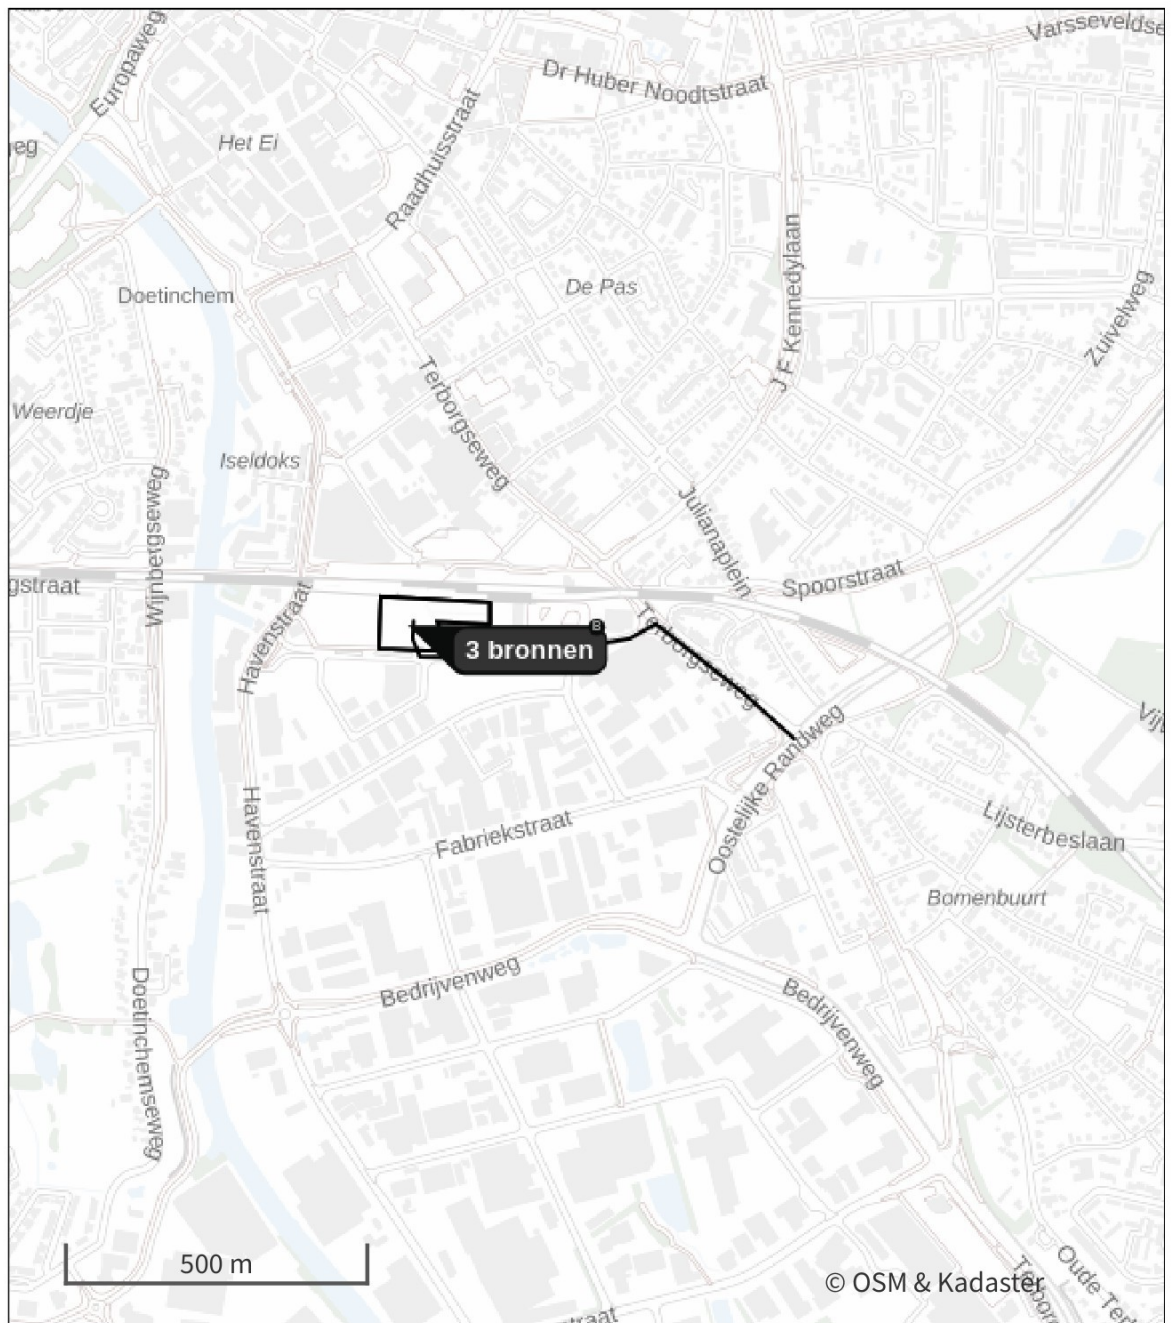 Europaweg
Varsseveldse
Dr Huber Noodtstraat
Het Ei
eg
Raadhuisstraat
De Pas
Doetinchem
J F Kennedylaan
Zuivelweg
Terborgseweg
Weerdje
Iseldoks
Wijnbergseweg
Julianaplein
gstraat
Spoorstraat
Havenstraat
B
3 bronnen
Terborgseweg
Oostelijke Randweg
Havenstraat
Fabriekstraat
Lijsterbeslaan
Bomenbuurt
Bedrijvenweg
Bedrijvenweg
Doetinchemseweg
500 m
© OSM & Kadaster
Oude Ter
Terbor
traat